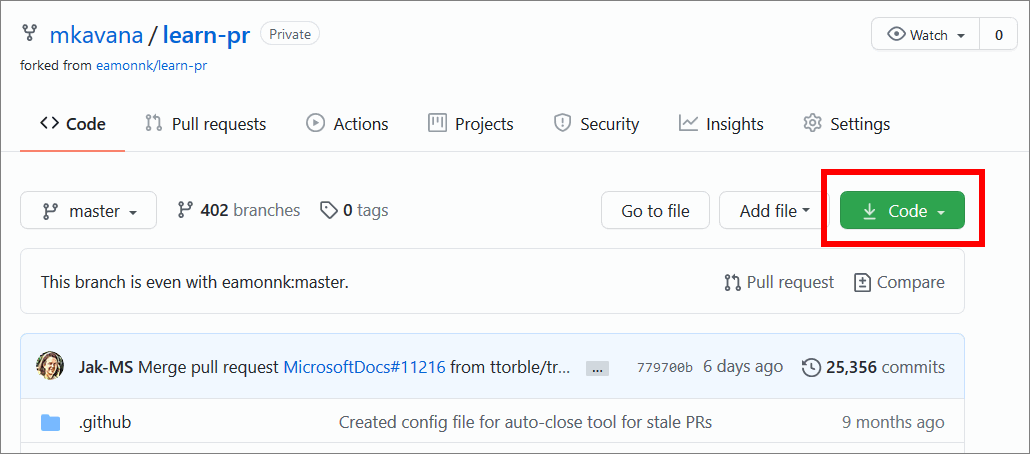 mkavana / learn-pr Private Watch 0
forked from eamonnk/learn-pr
Code Pull requests Actions Projects Security Insights Settings
master 402 branches 0 tags Go to file Add file Code
This branch is even with eamonnk:master. Pull request Compare
Jak-MS Merge pull request MicrosoftDocs#11216 from ttorble/tr... ... 779700b 6 days ago 25,356 commits
.github Created config file for auto-close tool for stale PRs 9 months ago